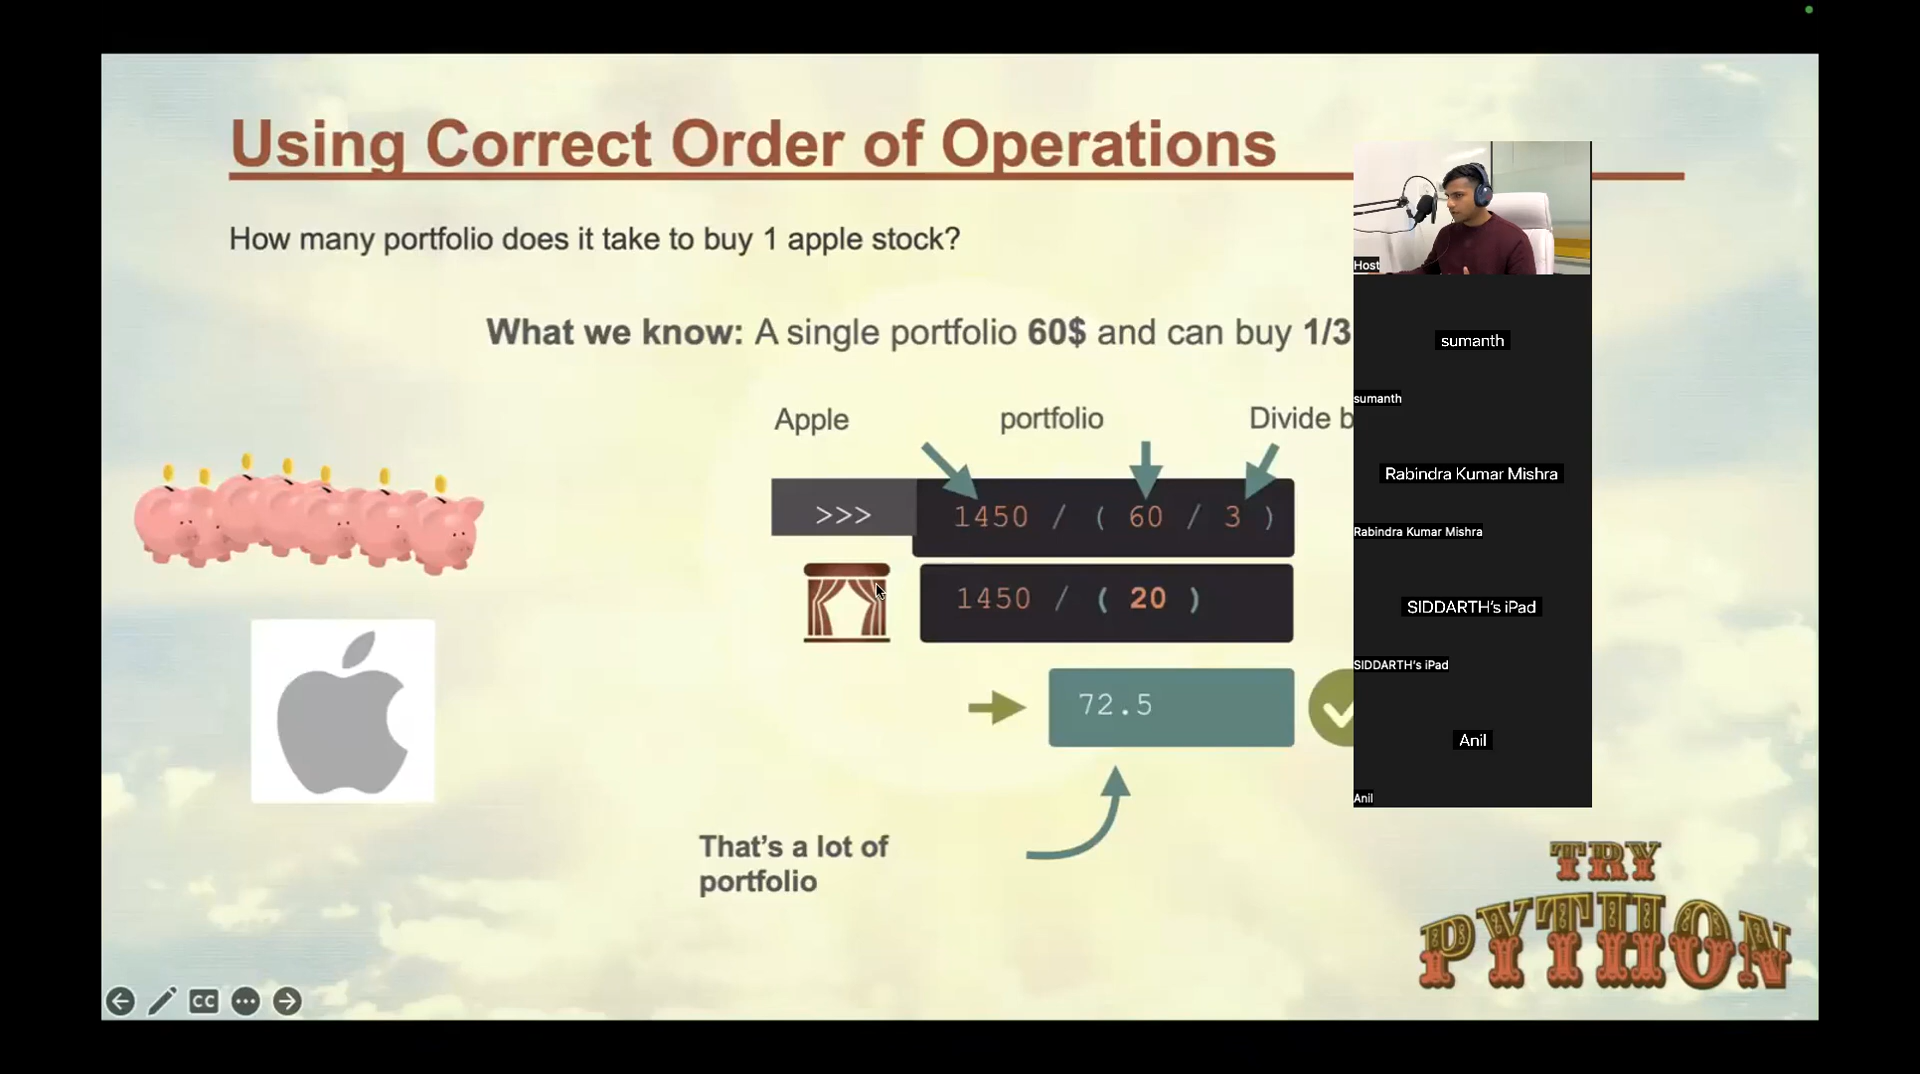 Using Correct Order of Operations
How many portfolio does it take to buy 1 apple stock?
What we know: A single portfolio 60$ and can buy 1/3
Apple portfolio Divide b
>>> 1450 / ( 60 / 3 )
1450 / ( 20 )
72.5
That's a lot of
portfolio
Host
sumanth
sumanth
Rabindra Kumar Mishra
Rabindra Kumar Mishra
SIDDARTH's iPad
SIDDARTH's iPad
Anil
Anil
TRY
PYTHON
CC